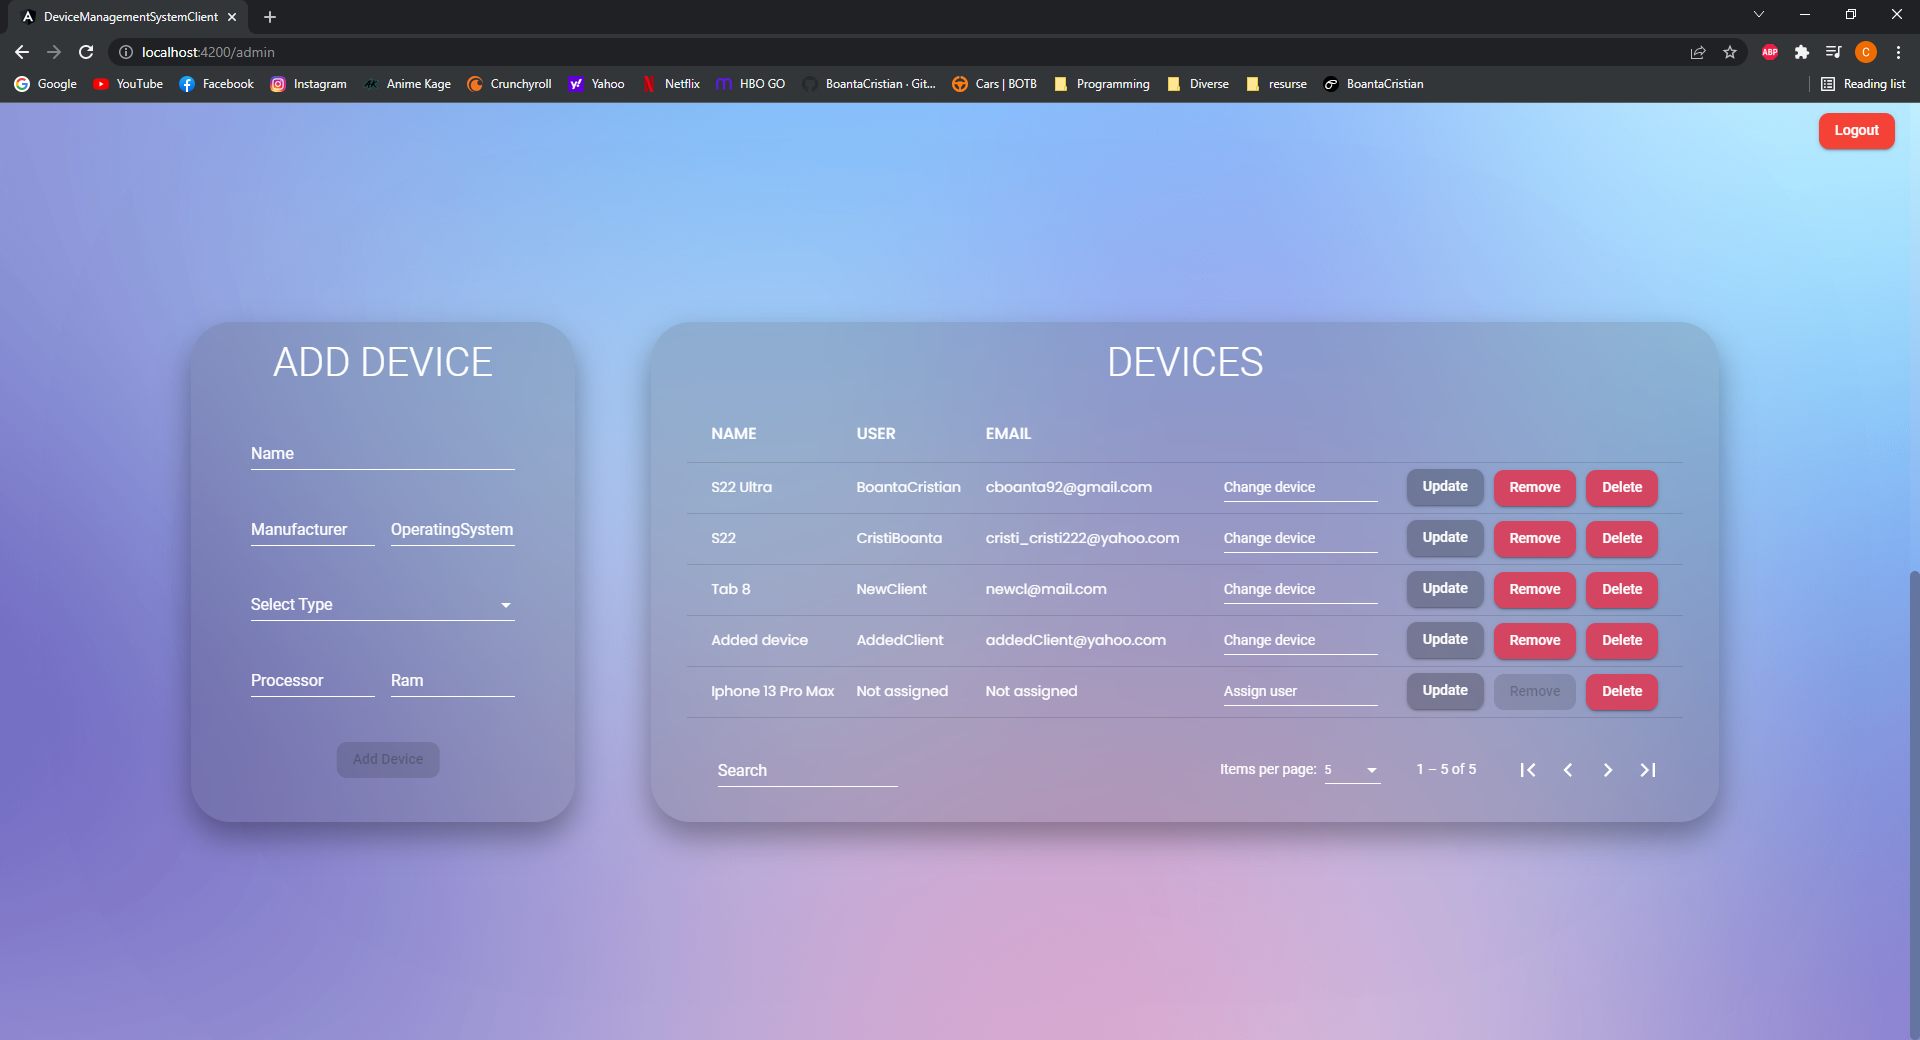 DeviceManagementSystemClient
localhost:4200/admin
ABP
C
Google YouTube Facebook Instagram Anime Kage Crunchyroll Yahoo Netflix HBO GO BoantaCristian · Git... Cars | BOTB Programming Diverse resurse BoantaCristian Reading list
Logout
ADD DEVICE
Name
Manufacturer OperatingSystem
Select Type
Processor Ram
Add Device
DEVICES
NAME USER EMAIL
S22 Ultra BoantaCristian cboanta92@gmail.com Change device Update Remove Delete
S22 CristiBoanta cristi_cristi222@yahoo.com Change device Update Remove Delete
Tab 8 NewClient newcl@mail.com Change device Update Remove Delete
Added device AddedClient addedClient@yahoo.com Change device Update Remove Delete
Iphone 13 Pro Max Not assigned Not assigned Assign user Update Remove Delete
Search Items per page: 5 1 – 5 of 5